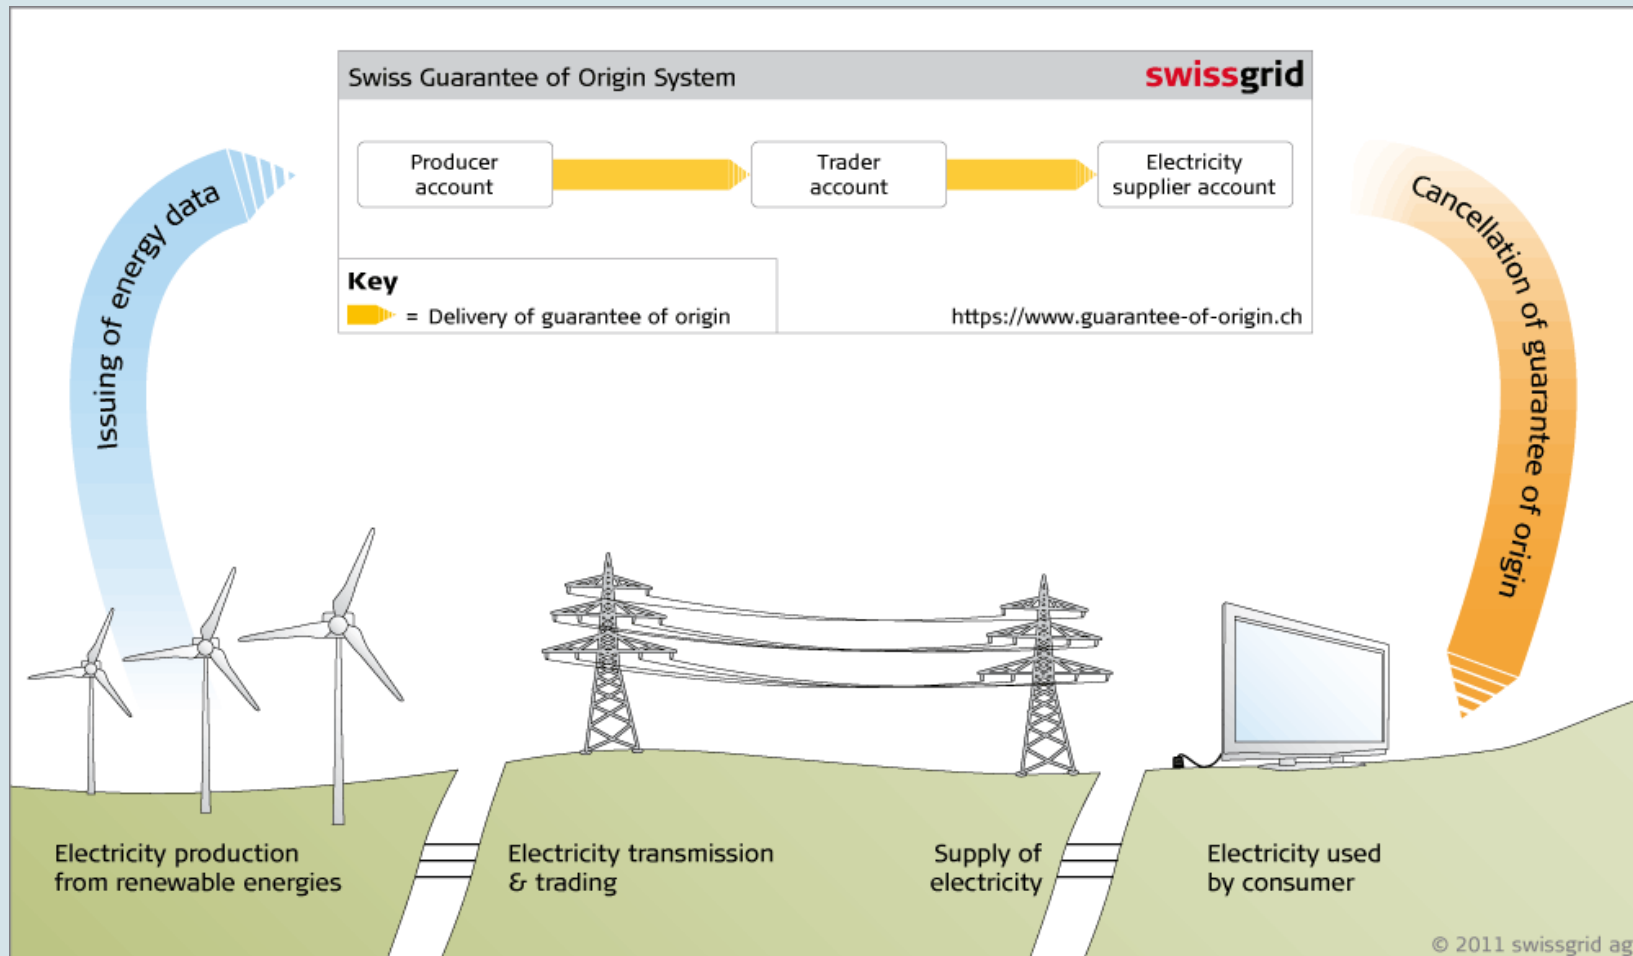 Swiss Guarantee of Origin System
swissgrid
Producer
account
Trader
account
Electricity
supplier account
Key
= Delivery of guarantee of origin
https://www.guarantee-of-origin.ch
Issuing of energy data
Cancellation of guarantee of origin
Electricity production
from renewable energies
Electricity transmission
& trading
Supply of
electricity
Electricity used
by consumer
© 2011 swissgrid ag